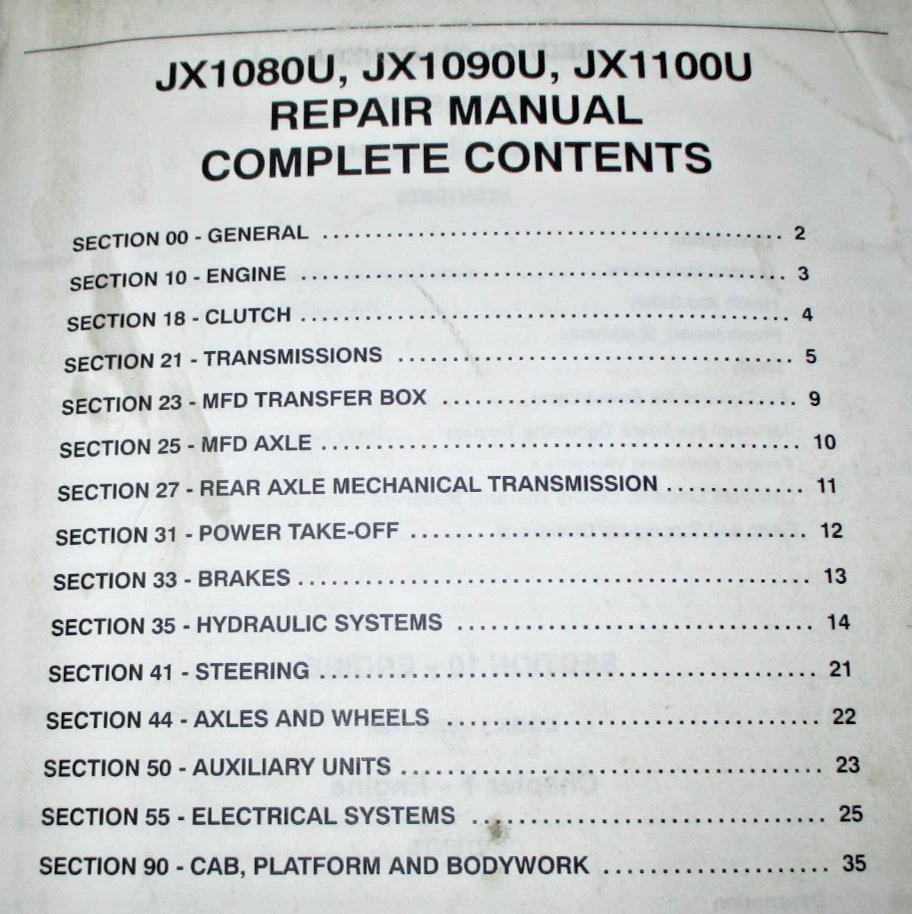 JX1080U, JX1090U, JX1100U
REPAIR MANUAL
COMPLETE CONTENTS
SECTION 00 - GENERAL ........................................ 2
SECTION 10 - ENGINE ........................................ 3
SECTION 18 - CLUTCH ........................................ 4
SECTION 21 - TRANSMISSIONS ................................ 5
SECTION 23 - MFD TRANSFER BOX ............................ 9
SECTION 25 - MFD AXLE ...................................... 10
SECTION 27 - REAR AXLE MECHANICAL TRANSMISSION ............ 11
SECTION 31 - POWER TAKE-OFF ............................... 12
SECTION 33 - BRAKES ........................................ 13
SECTION 35 - HYDRAULIC SYSTEMS ............................ 14
SECTION 41 - STEERING ...................................... 21
SECTION 44 - AXLES AND WHEELS ............................. 22
SECTION 50 - AUXILIARY UNITS ............................... 23
SECTION 55 - ELECTRICAL SYSTEMS ........................... 25
SECTION 90 - CAB, PLATFORM AND BODYWORK .................. 35